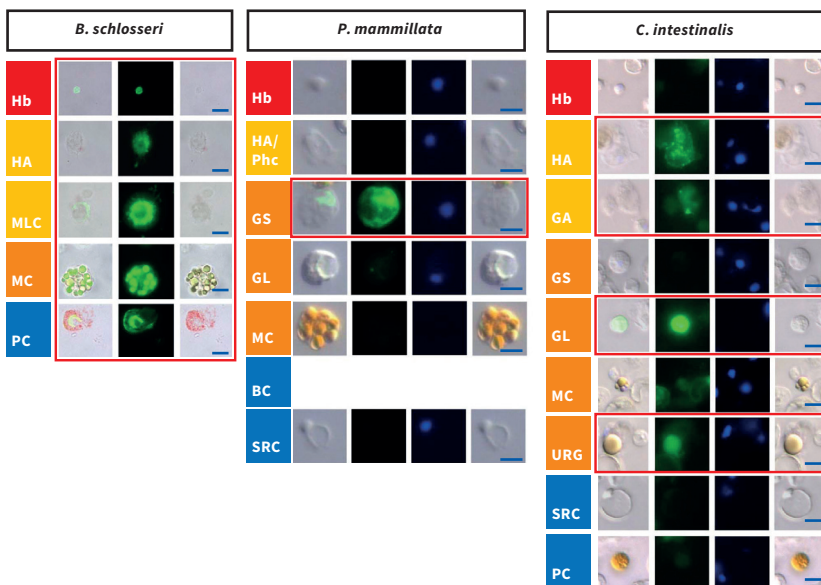 B. schlosseri
Hb
HA
MLC
MC
PC
P. mammillata
Hb
HA/
Phc
GS
GL
MC
BC
SRC
C. intestinalis
Hb
HA
GA
GS
GL
MC
URG
SRC
PC